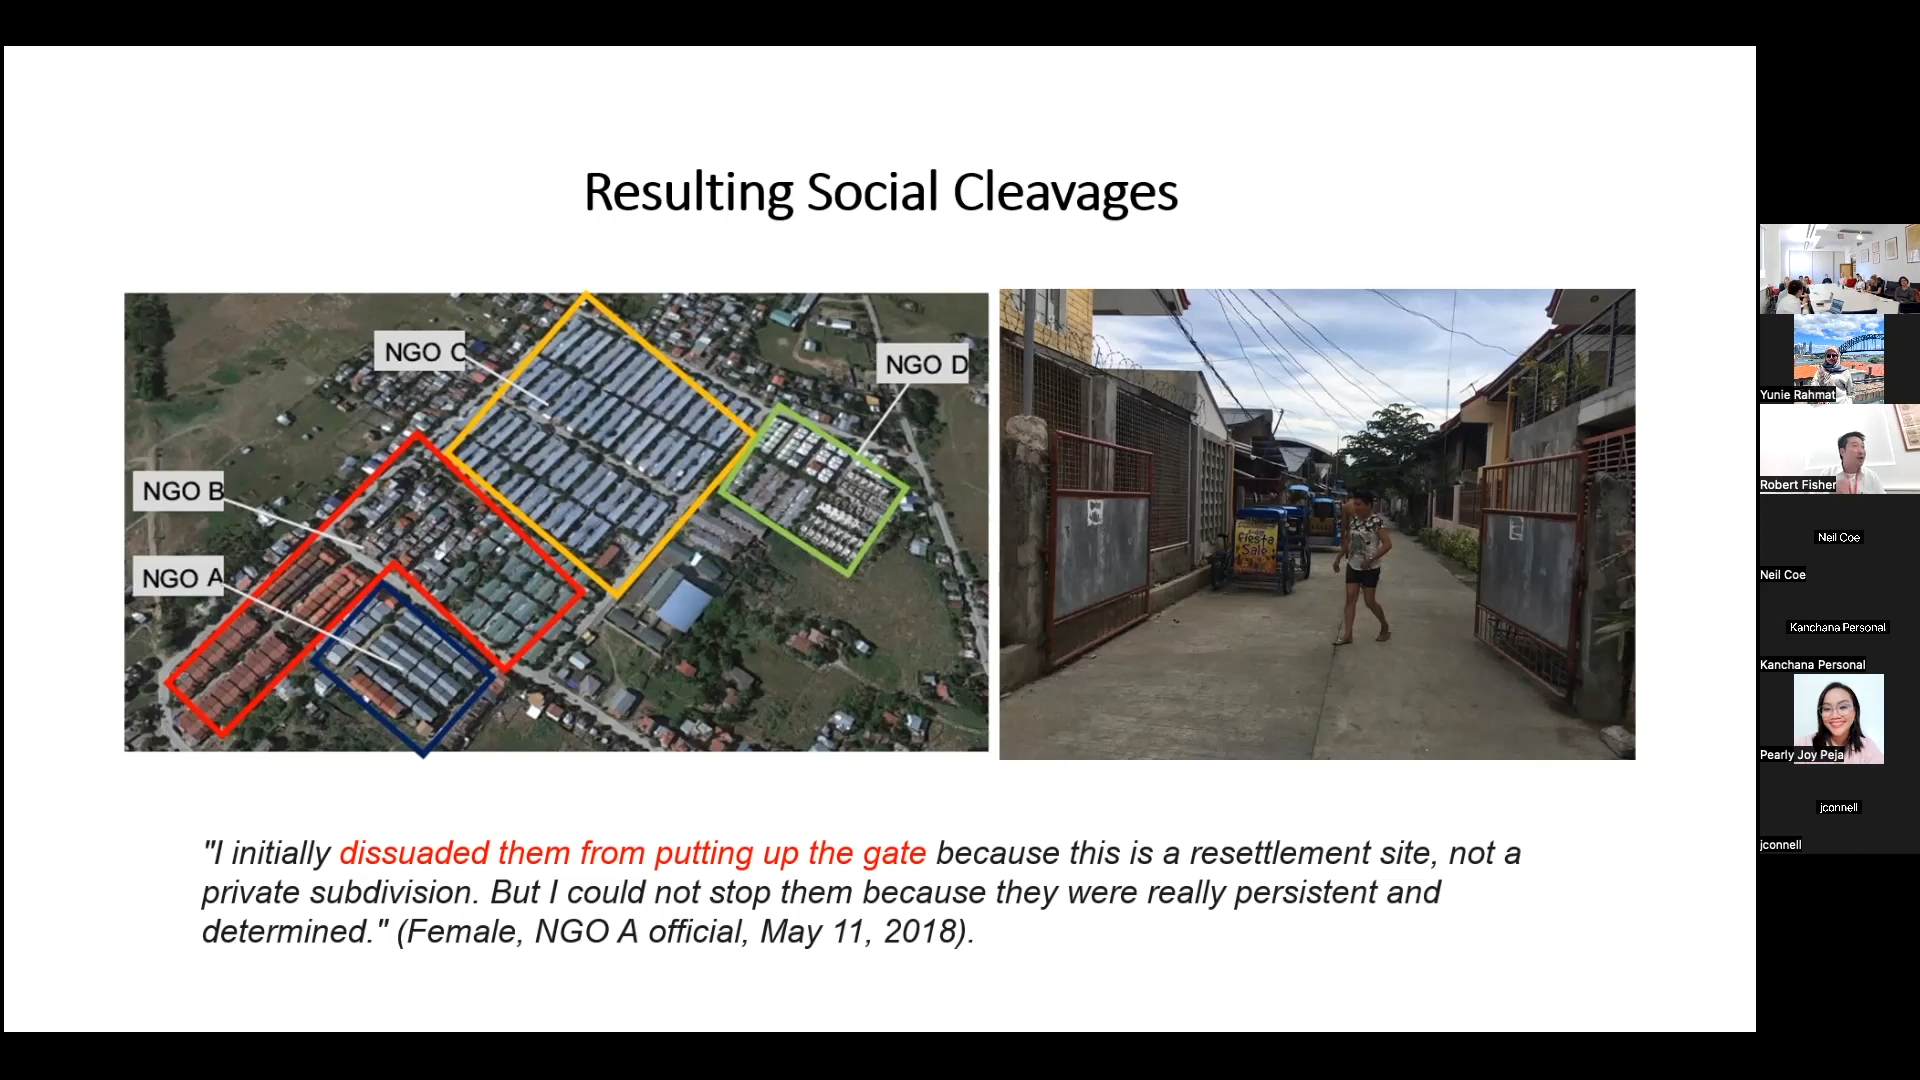 Resulting Social Cleavages
NGO C
NGO D
NGO B
NGO A
Fiesta
Sale
"I initially dissuaded them from putting up the gate because this is a resettlement site, not a
private subdivision. But I could not stop them because they were really persistent and
determined." (Female, NGO A official, May 11, 2018).
Yunie Rahmat
Robert Fisher
Neil Coe
Neil Coe
Kanchana Personal
Kanchana Personal
Pearly Joy Peja
jconnell
jconnell